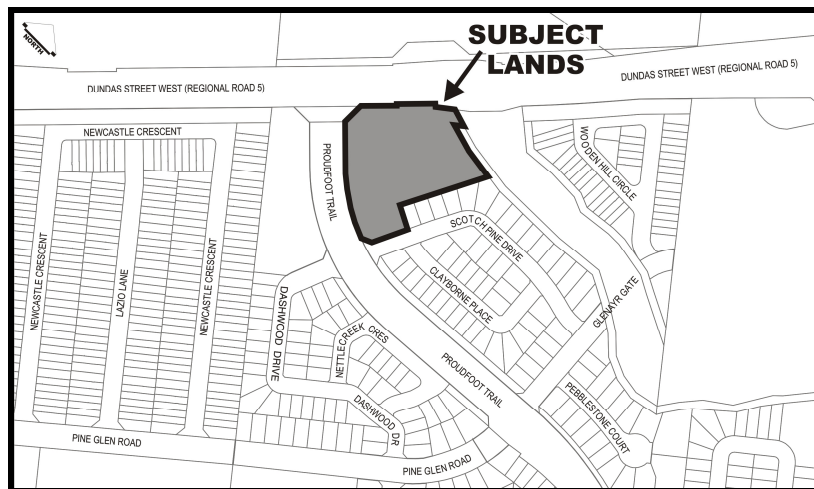 NORTH
SUBJECT
LANDS
DUNDAS STREET WEST (REGIONAL ROAD 5)
DUNDAS STREET WEST (REGIONAL ROAD 5)
NEWCASTLE CRESCENT
PROUDFOOT TRAIL
WOODEN HILL CIRCLE
SCOTCH PINE DRIVE
NEWCASTLE CRESCENT
LAZIO LANE
NEWCASTLE CRESCENT
DASHWOOD DRIVE
CLAYBORNE PLACE
GLENAYR GATE
NETTLECREEK CRES
PROUDFOOT TRAIL
DASHWOOD DR
PEBBLESTONE COURT
PINE GLEN ROAD
PINE GLEN ROAD